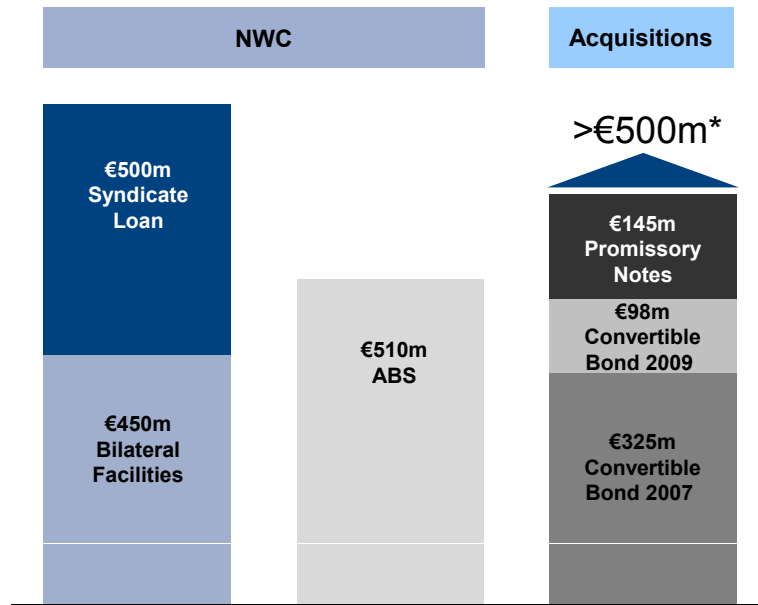 NWC
Acquisitions
>€500m*
€500m
Syndicate
Loan
€145m
Promissory
Notes
€98m
Convertible
Bond 2009
€510m
ABS
€450m
Bilateral
Facilities
€325m
Convertible
Bond 2007